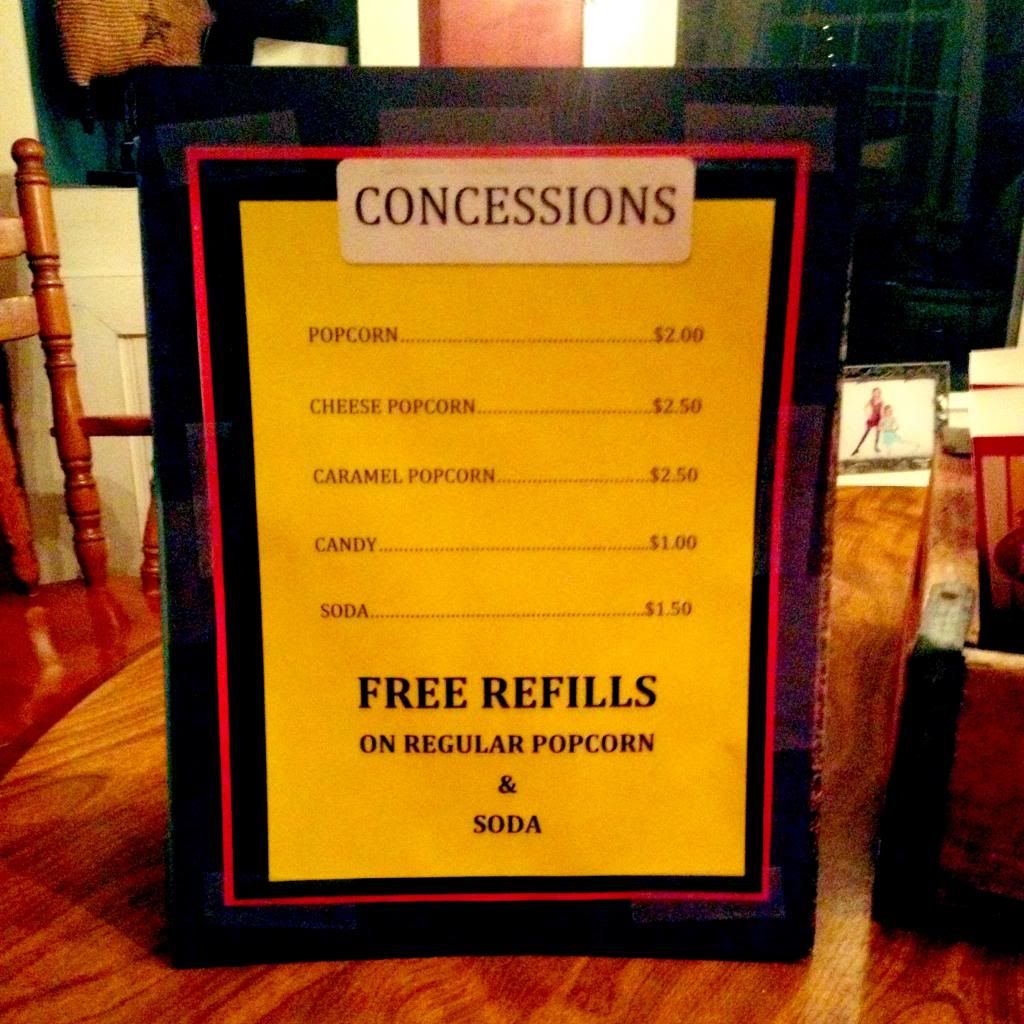 CONCESSIONS
POPCORN..................................................$2.00
CHEESE POPCORN...................................$2.50
CARAMEL POPCORN...............................$2.50
CANDY......................................................$1.00
SODA........................................................$1.50
FREE REFILLS
ON REGULAR POPCORN
&
SODA